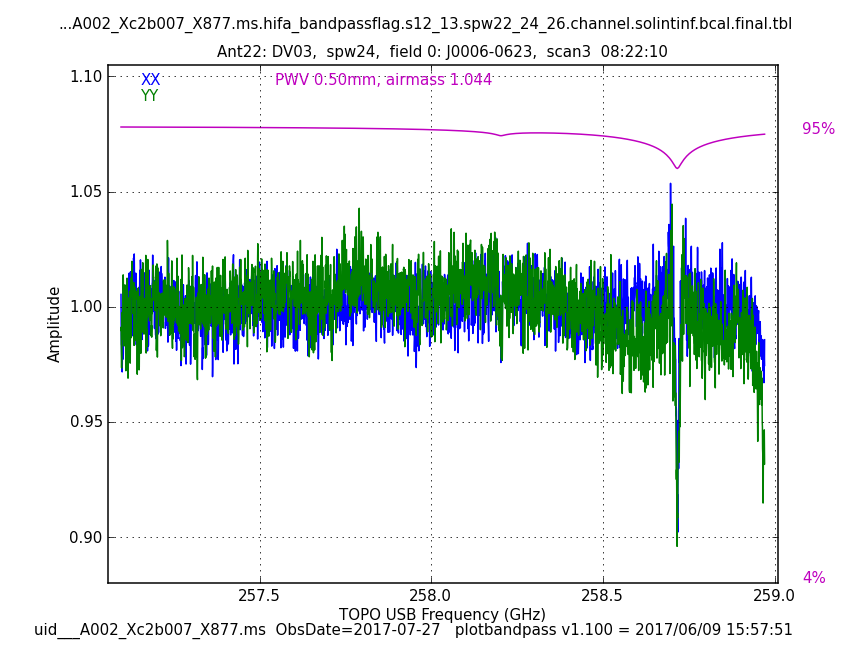 ...A002_Xc2b007_X877.ms.hifa_bandpassflag.s12_13.spw22_24_26.channel.solintinf.bcal.final.tbl
Ant22: DV03, spw24, field 0: J0006-0623, scan3 08:22:10
1.10
XX
YY
PWV 0.50mm, airmass 1.044
95%
1.05
1.00
0.95
0.90
Amplitude
4%
257.5 258.0 258.5 259.0
TOPO USB Frequency (GHz)
uid___A002_Xc2b007_X877.ms ObsDate=2017-07-27 plotbandpass v1.100 = 2017/06/09 15:57:51